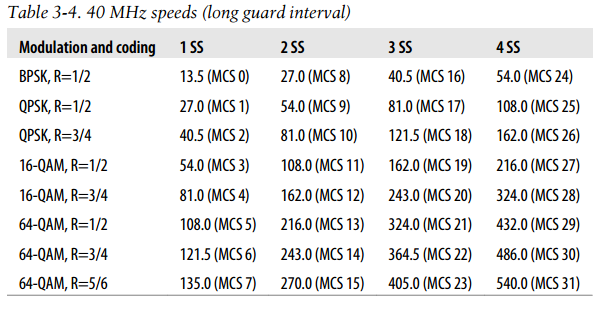 Table 3-4. 40 MHz speeds (long guard interval)
Modulation and coding 1 SS 2 SS 3 SS 4 SS
BPSK, R=1/2 13.5 (MCS 0) 27.0 (MCS 8) 40.5 (MCS 16) 54.0 (MCS 24)
QPSK, R=1/2 27.0 (MCS 1) 54.0 (MCS 9) 81.0 (MCS 17) 108.0 (MCS 25)
QPSK, R=3/4 40.5 (MCS 2) 81.0 (MCS 10) 121.5 (MCS 18) 162.0 (MCS 26)
16-QAM, R=1/2 54.0 (MCS 3) 108.0 (MCS 11) 162.0 (MCS 19) 216.0 (MCS 27)
16-QAM, R=3/4 81.0 (MCS 4) 162.0 (MCS 12) 243.0 (MCS 20) 324.0 (MCS 28)
64-QAM, R=1/2 108.0 (MCS 5) 216.0 (MCS 13) 324.0 (MCS 21) 432.0 (MCS 29)
64-QAM, R=3/4 121.5 (MCS 6) 243.0 (MCS 14) 364.5 (MCS 22) 486.0 (MCS 30)
64-QAM, R=5/6 135.0 (MCS 7) 270.0 (MCS 15) 405.0 (MCS 23) 540.0 (MCS 31)